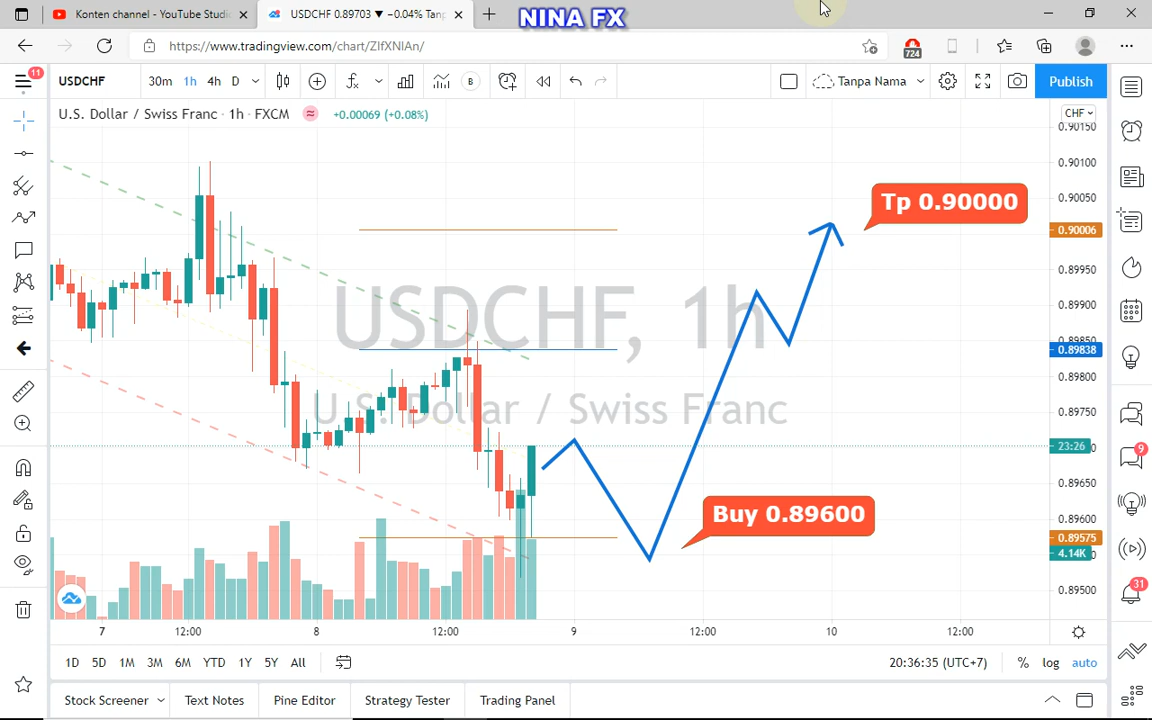 Konten channel - YouTube Studi
USDCHF 0.89703 ▼ −0.04% Tanp
NINA FX
https://www.tradingview.com/chart/ZIfXNIAn/
724
11
USDCHF
30m
1h
4h
D
B
Tanpa Nama
Publish
U.S. Dollar / Swiss Franc · 1h · FXCM
+0.00069 (+0.08%)
CHF
0.90150
0.90100
0.90050
0.90006
0.89950
0.89900
0.89838
0.89800
0.89750
23:26
0.89650
0.89600
0.89575
4.14K
0.89500
Tp 0.90000
USDCHF, 1h
U.S. Dollar / Swiss Franc
Buy 0.89600
9
31
7
12:00
8
12:00
9
12:00
10
12:00
1D
5D
1M
3M
6M
YTD
1Y
5Y
All
20:36:35 (UTC+7)
%
log
auto
Stock Screener
Text Notes
Pine Editor
Strategy Tester
Trading Panel